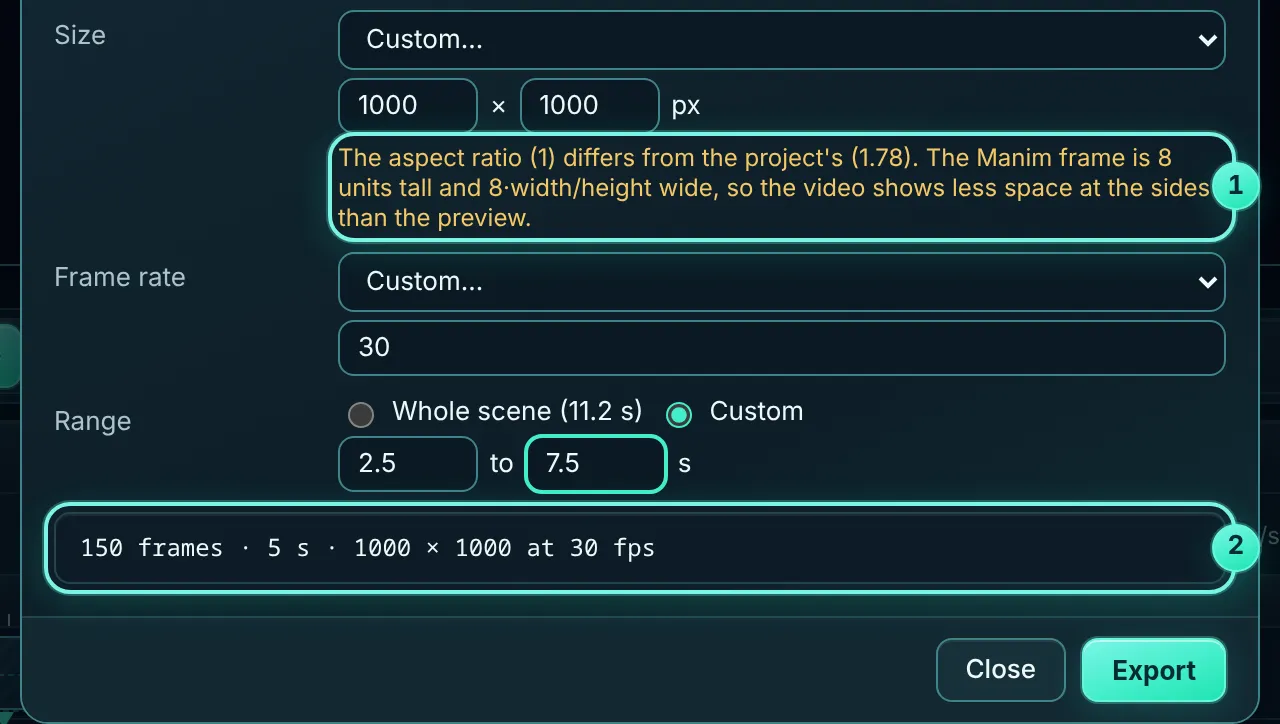 Size
Custom...
1000 × 1000 px
The aspect ratio (1) differs from the project's (1.78). The Manim frame is 8
units tall and 8·width/height wide, so the video shows less space at the sides
than the preview.
1
Frame rate
Custom...
30
Range
Whole scene (11.2 s) Custom
2.5 to 7.5 s
150 frames · 5 s · 1000 × 1000 at 30 fps
2
/s
Close Export